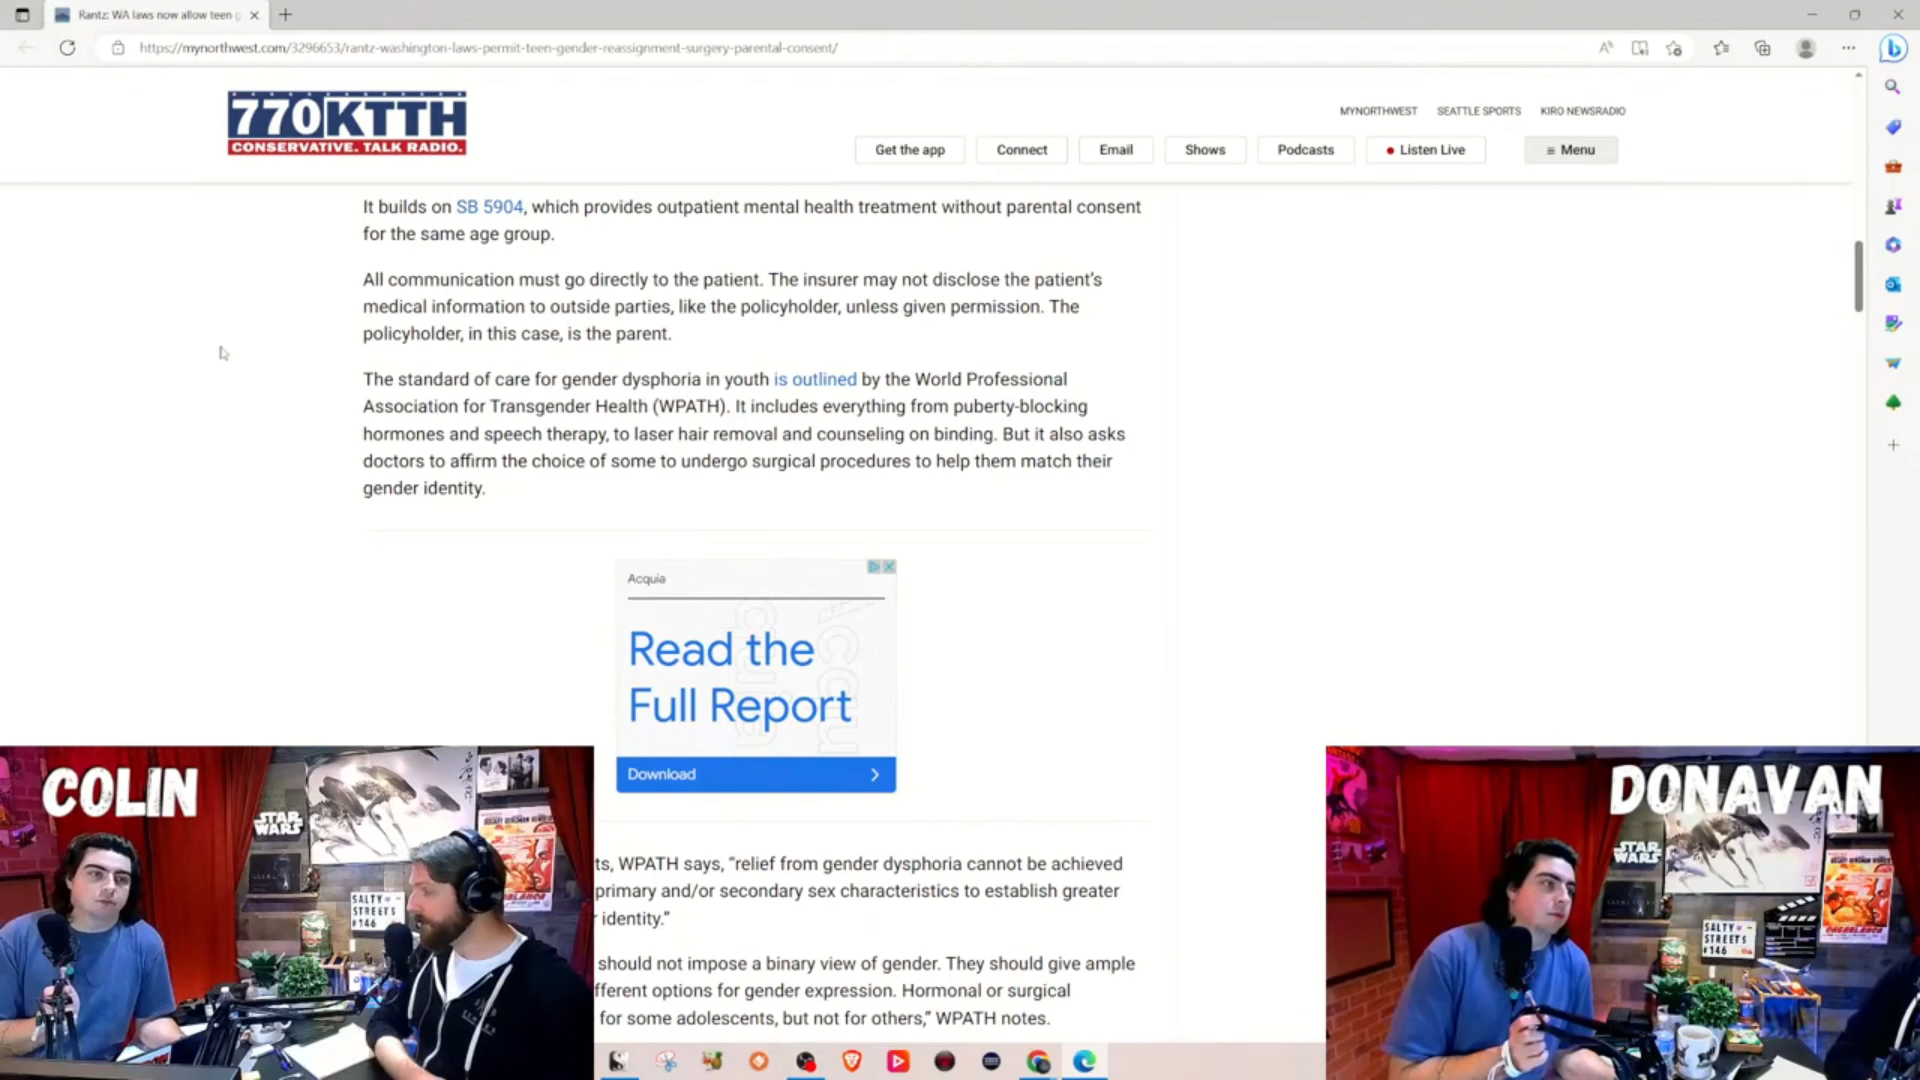 Rantz: WA laws now allow teen g
https://mynorthwest.com/3296653/rantz-washington-laws-permit-teen-gender-reassignment-surgery-parental-consent/
770KTTH
CONSERVATIVE. TALK RADIO.
MYNORTHWEST SEATTLE SPORTS KIRO NEWSRADIO
Get the app Connect Email Shows Podcasts Listen Live Menu
It builds on SB 5904, which provides outpatient mental health treatment without parental consent
for the same age group.
All communication must go directly to the patient. The insurer may not disclose the patient’s
medical information to outside parties, like the policyholder, unless given permission. The
policyholder, in this case, is the parent.
The standard of care for gender dysphoria in youth is outlined by the World Professional
Association for Transgender Health (WPATH). It includes everything from puberty-blocking
hormones and speech therapy, to laser hair removal and counseling on binding. But it also asks
doctors to affirm the choice of some to undergo surgical procedures to help them match their
gender identity.
Acquia
Read the
Full Report
Download
ts, WPATH says, “relief from gender dysphoria cannot be achieved
primary and/or secondary sex characteristics to establish greater
identity.”
should not impose a binary view of gender. They should give ample
fferent options for gender expression. Hormonal or surgical
for some adolescents, but not for others,” WPATH notes.
COLIN
STAR
WARS
SALTY
STREETS
#146
CASABLANCA
DONAVAN
STAR
WARS
SALTY
STREETS
#146
CASABLANCA